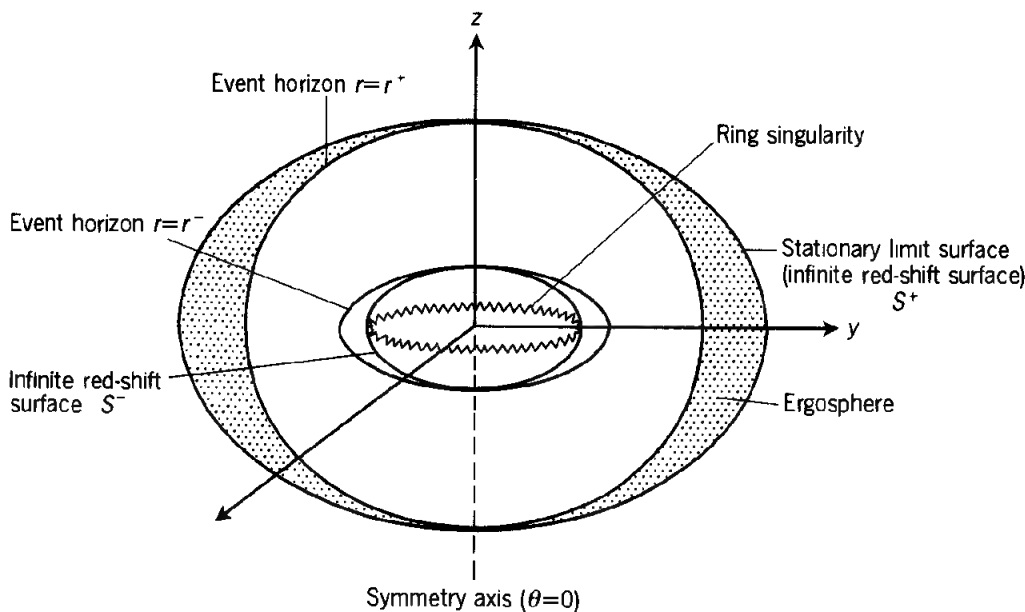 z
Event horizon r=r⁺
Ring singularity
Event horizon r=r⁻
Stationary limit surface
(infinite red-shift surface)
S⁺
y
Infinite red-shift
surface S⁻
Ergosphere
Symmetry axis (θ=0)